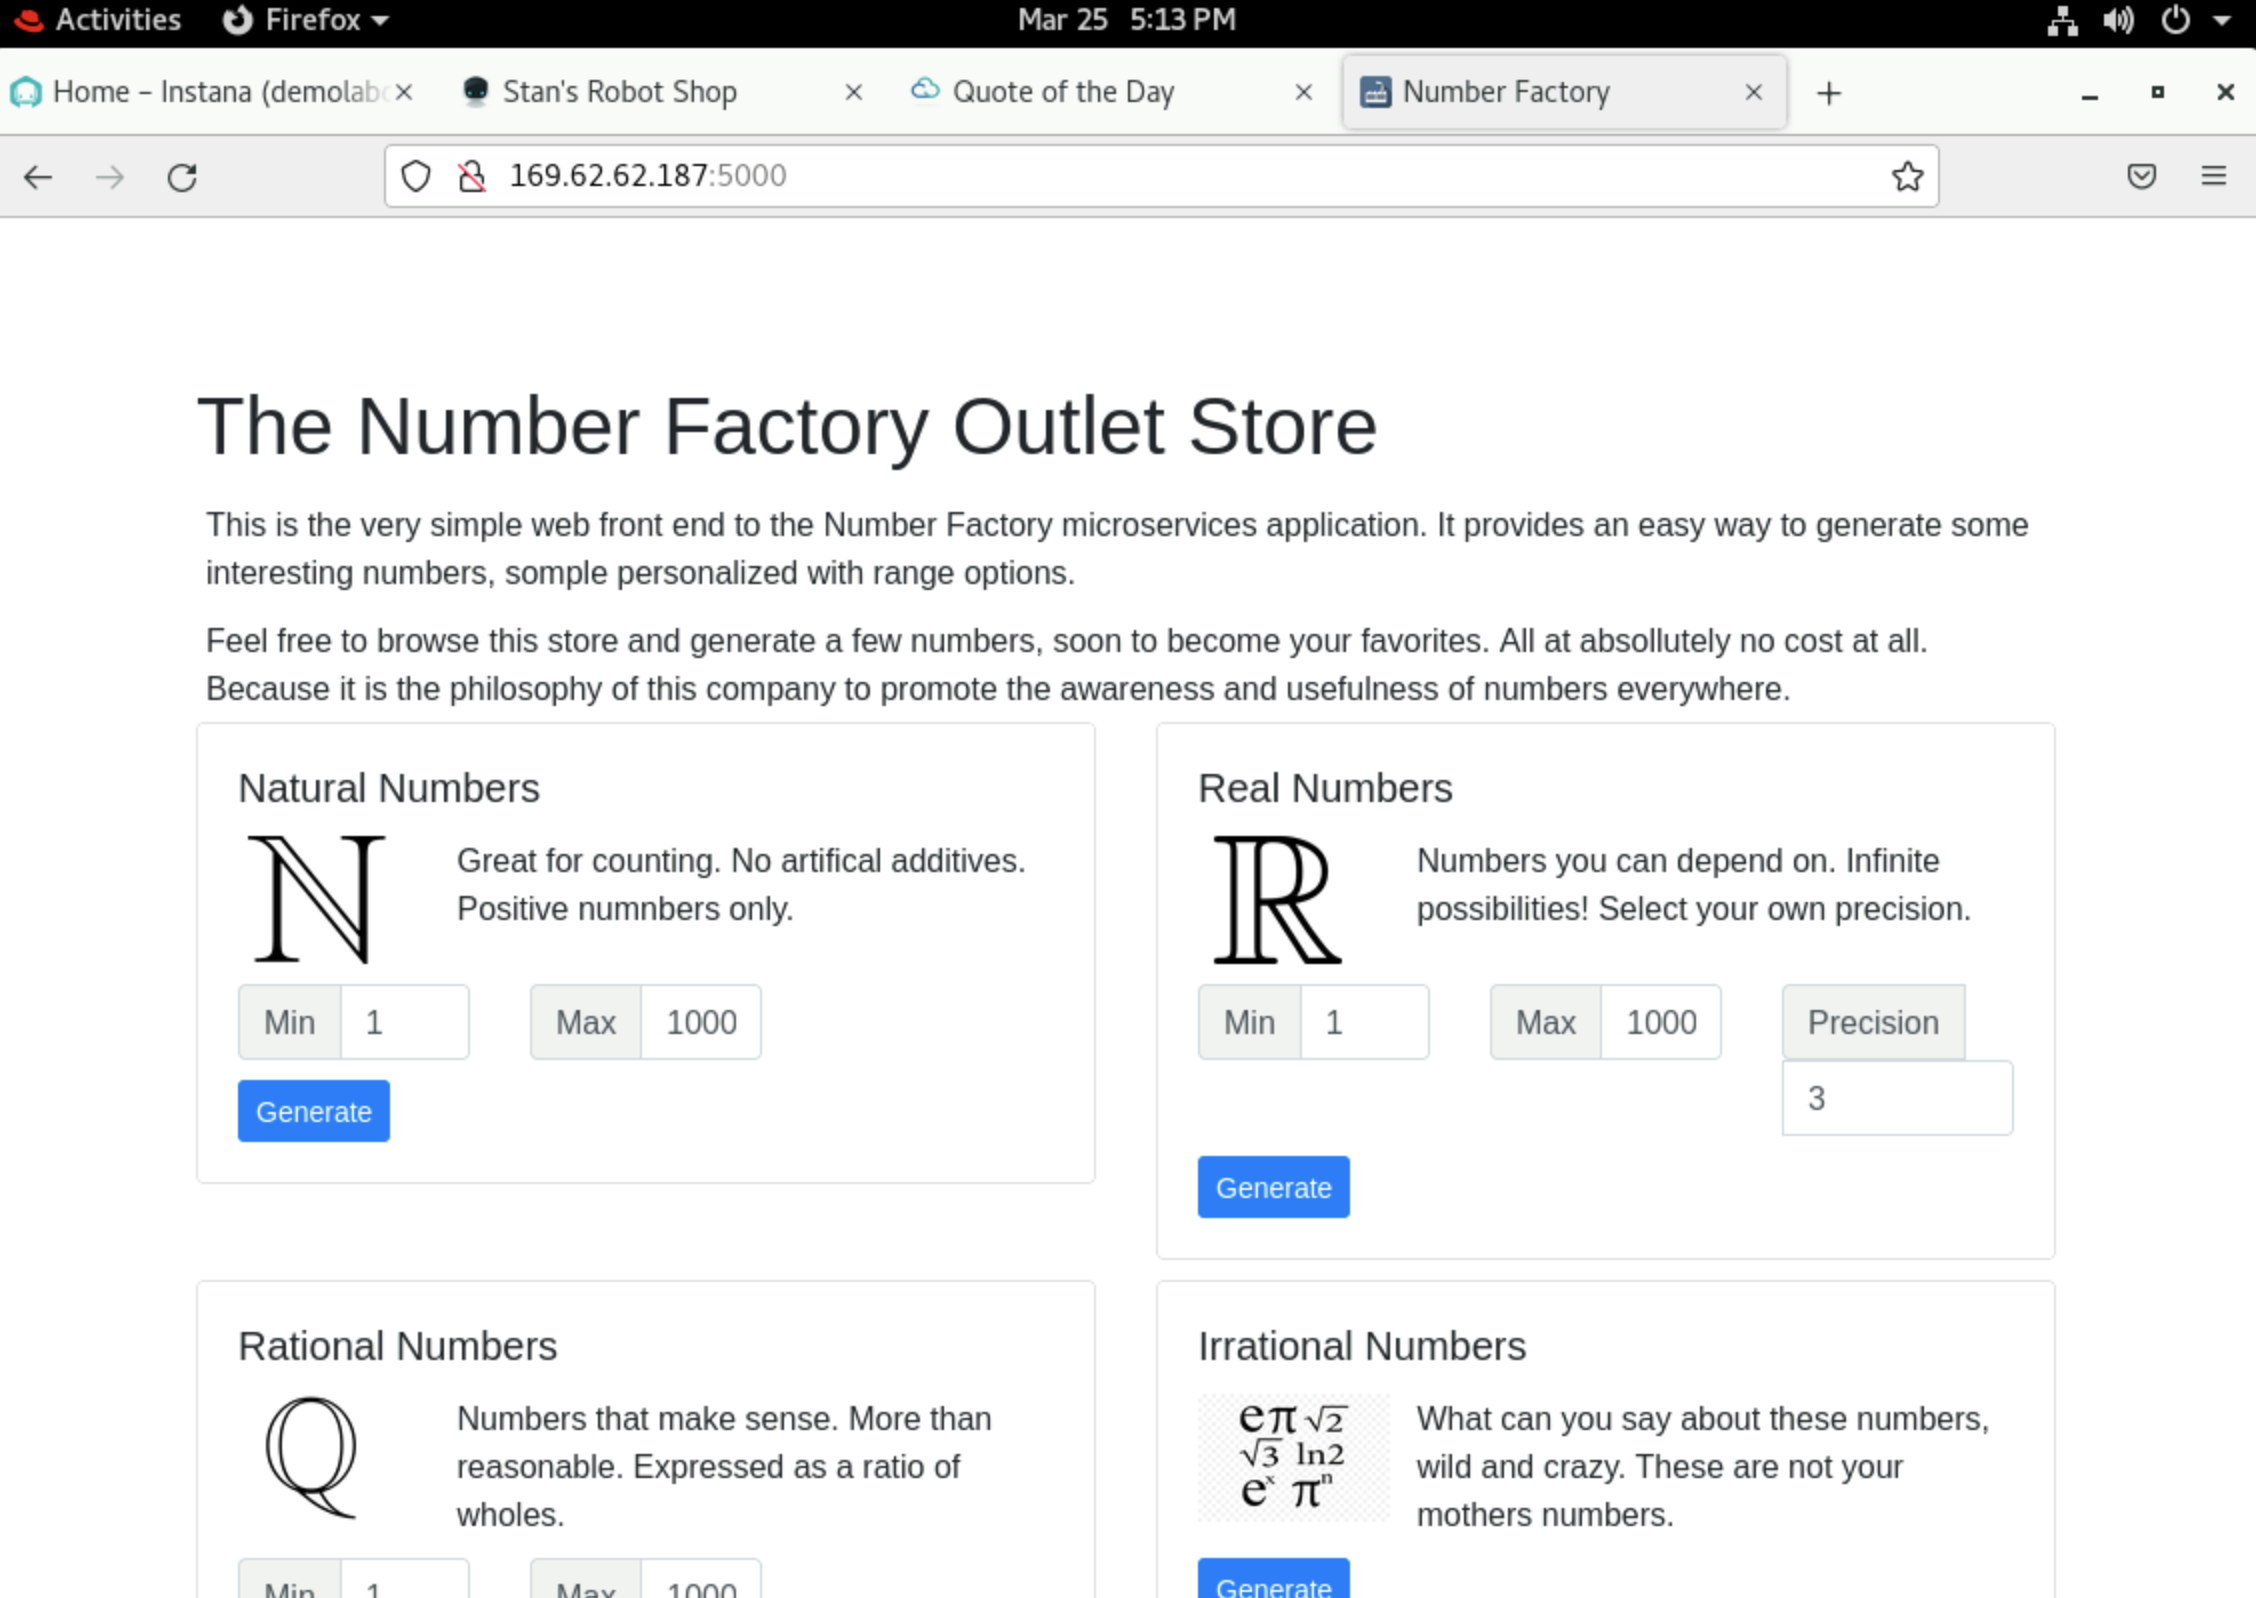 Activities Firefox Mar 25 5:13 PM
Home – Instana (demolab Stan's Robot Shop Quote of the Day Number Factory
169.62.62.187:5000
The Number Factory Outlet Store
This is the very simple web front end to the Number Factory microservices application. It provides an easy way to generate some
interesting numbers, somple personalized with range options.
Feel free to browse this store and generate a few numbers, soon to become your favorites. All at absollutely no cost at all.
Because it is the philosophy of this company to promote the awareness and usefulness of numbers everywhere.
Natural Numbers
ℕ
Great for counting. No artifical additives.
Positive numnbers only.
Min 1 Max 1000
Generate
Real Numbers
ℝ
Numbers you can depend on. Infinite
possibilities! Select your own precision.
Min 1 Max 1000 Precision
3
Generate
Rational Numbers
ℚ
Numbers that make sense. More than
reasonable. Expressed as a ratio of
wholes.
Min 1 Max 1000
Irrational Numbers
e π √2
√3 ln2
eˣ πⁿ
What can you say about these numbers,
wild and crazy. These are not your
mothers numbers.
Generate